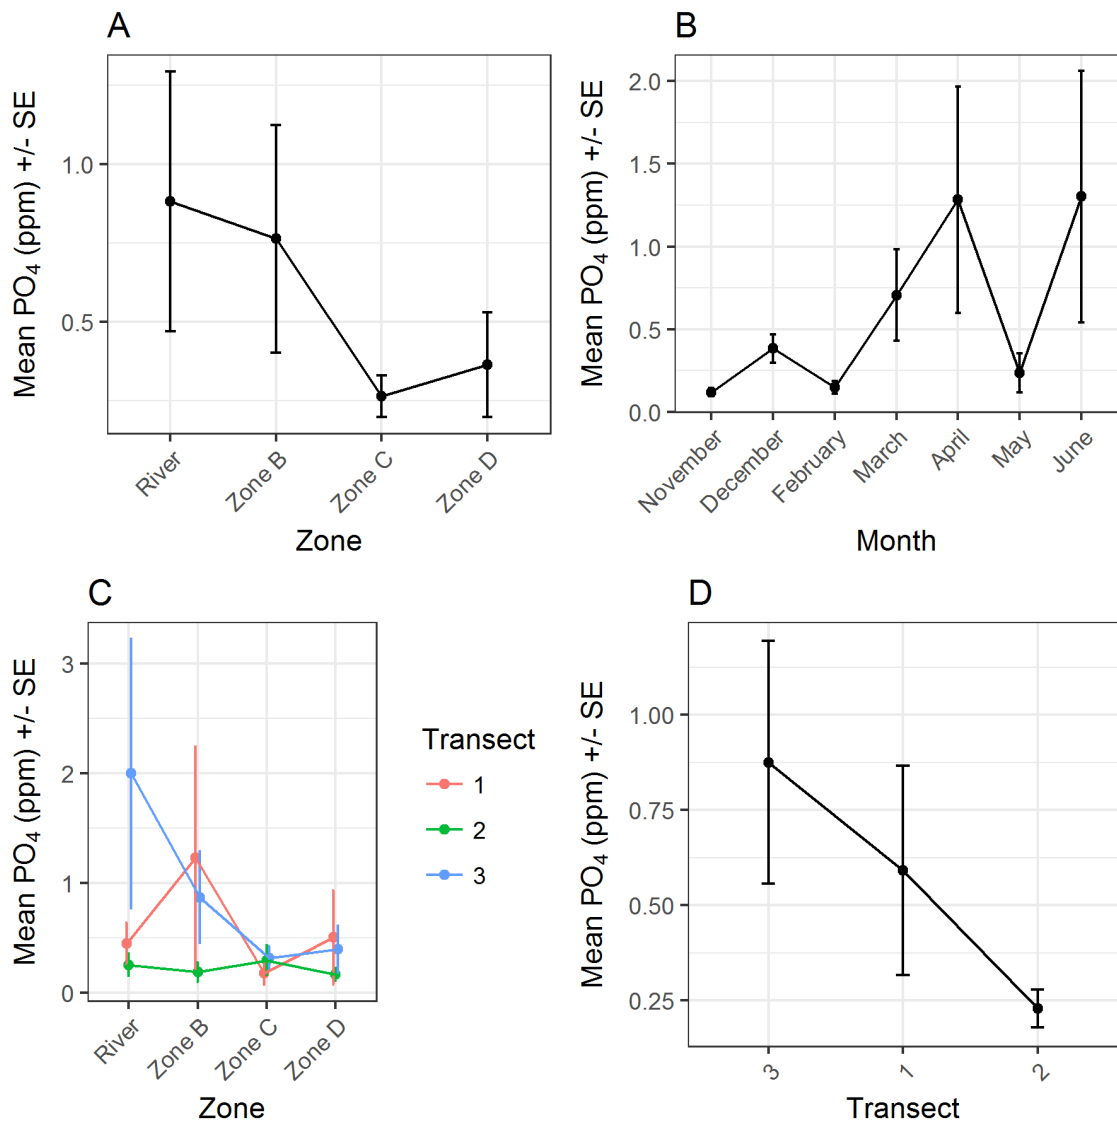 A
Mean PO₄ (ppm) +/- SE
1.0
0.5
River
Zone B
Zone C
Zone D
Zone
B
Mean PO₄ (ppm) +/- SE
2.0
1.5
1.0
0.5
0.0
November
December
February
March
April
May
June
Month
C
Mean PO₄ (ppm) +/- SE
3
2
1
0
River
Zone B
Zone C
Zone D
Zone
Transect
1
2
3
D
Mean PO₄ (ppm) +/- SE
1.00
0.75
0.50
0.25
3
1
2
Transect